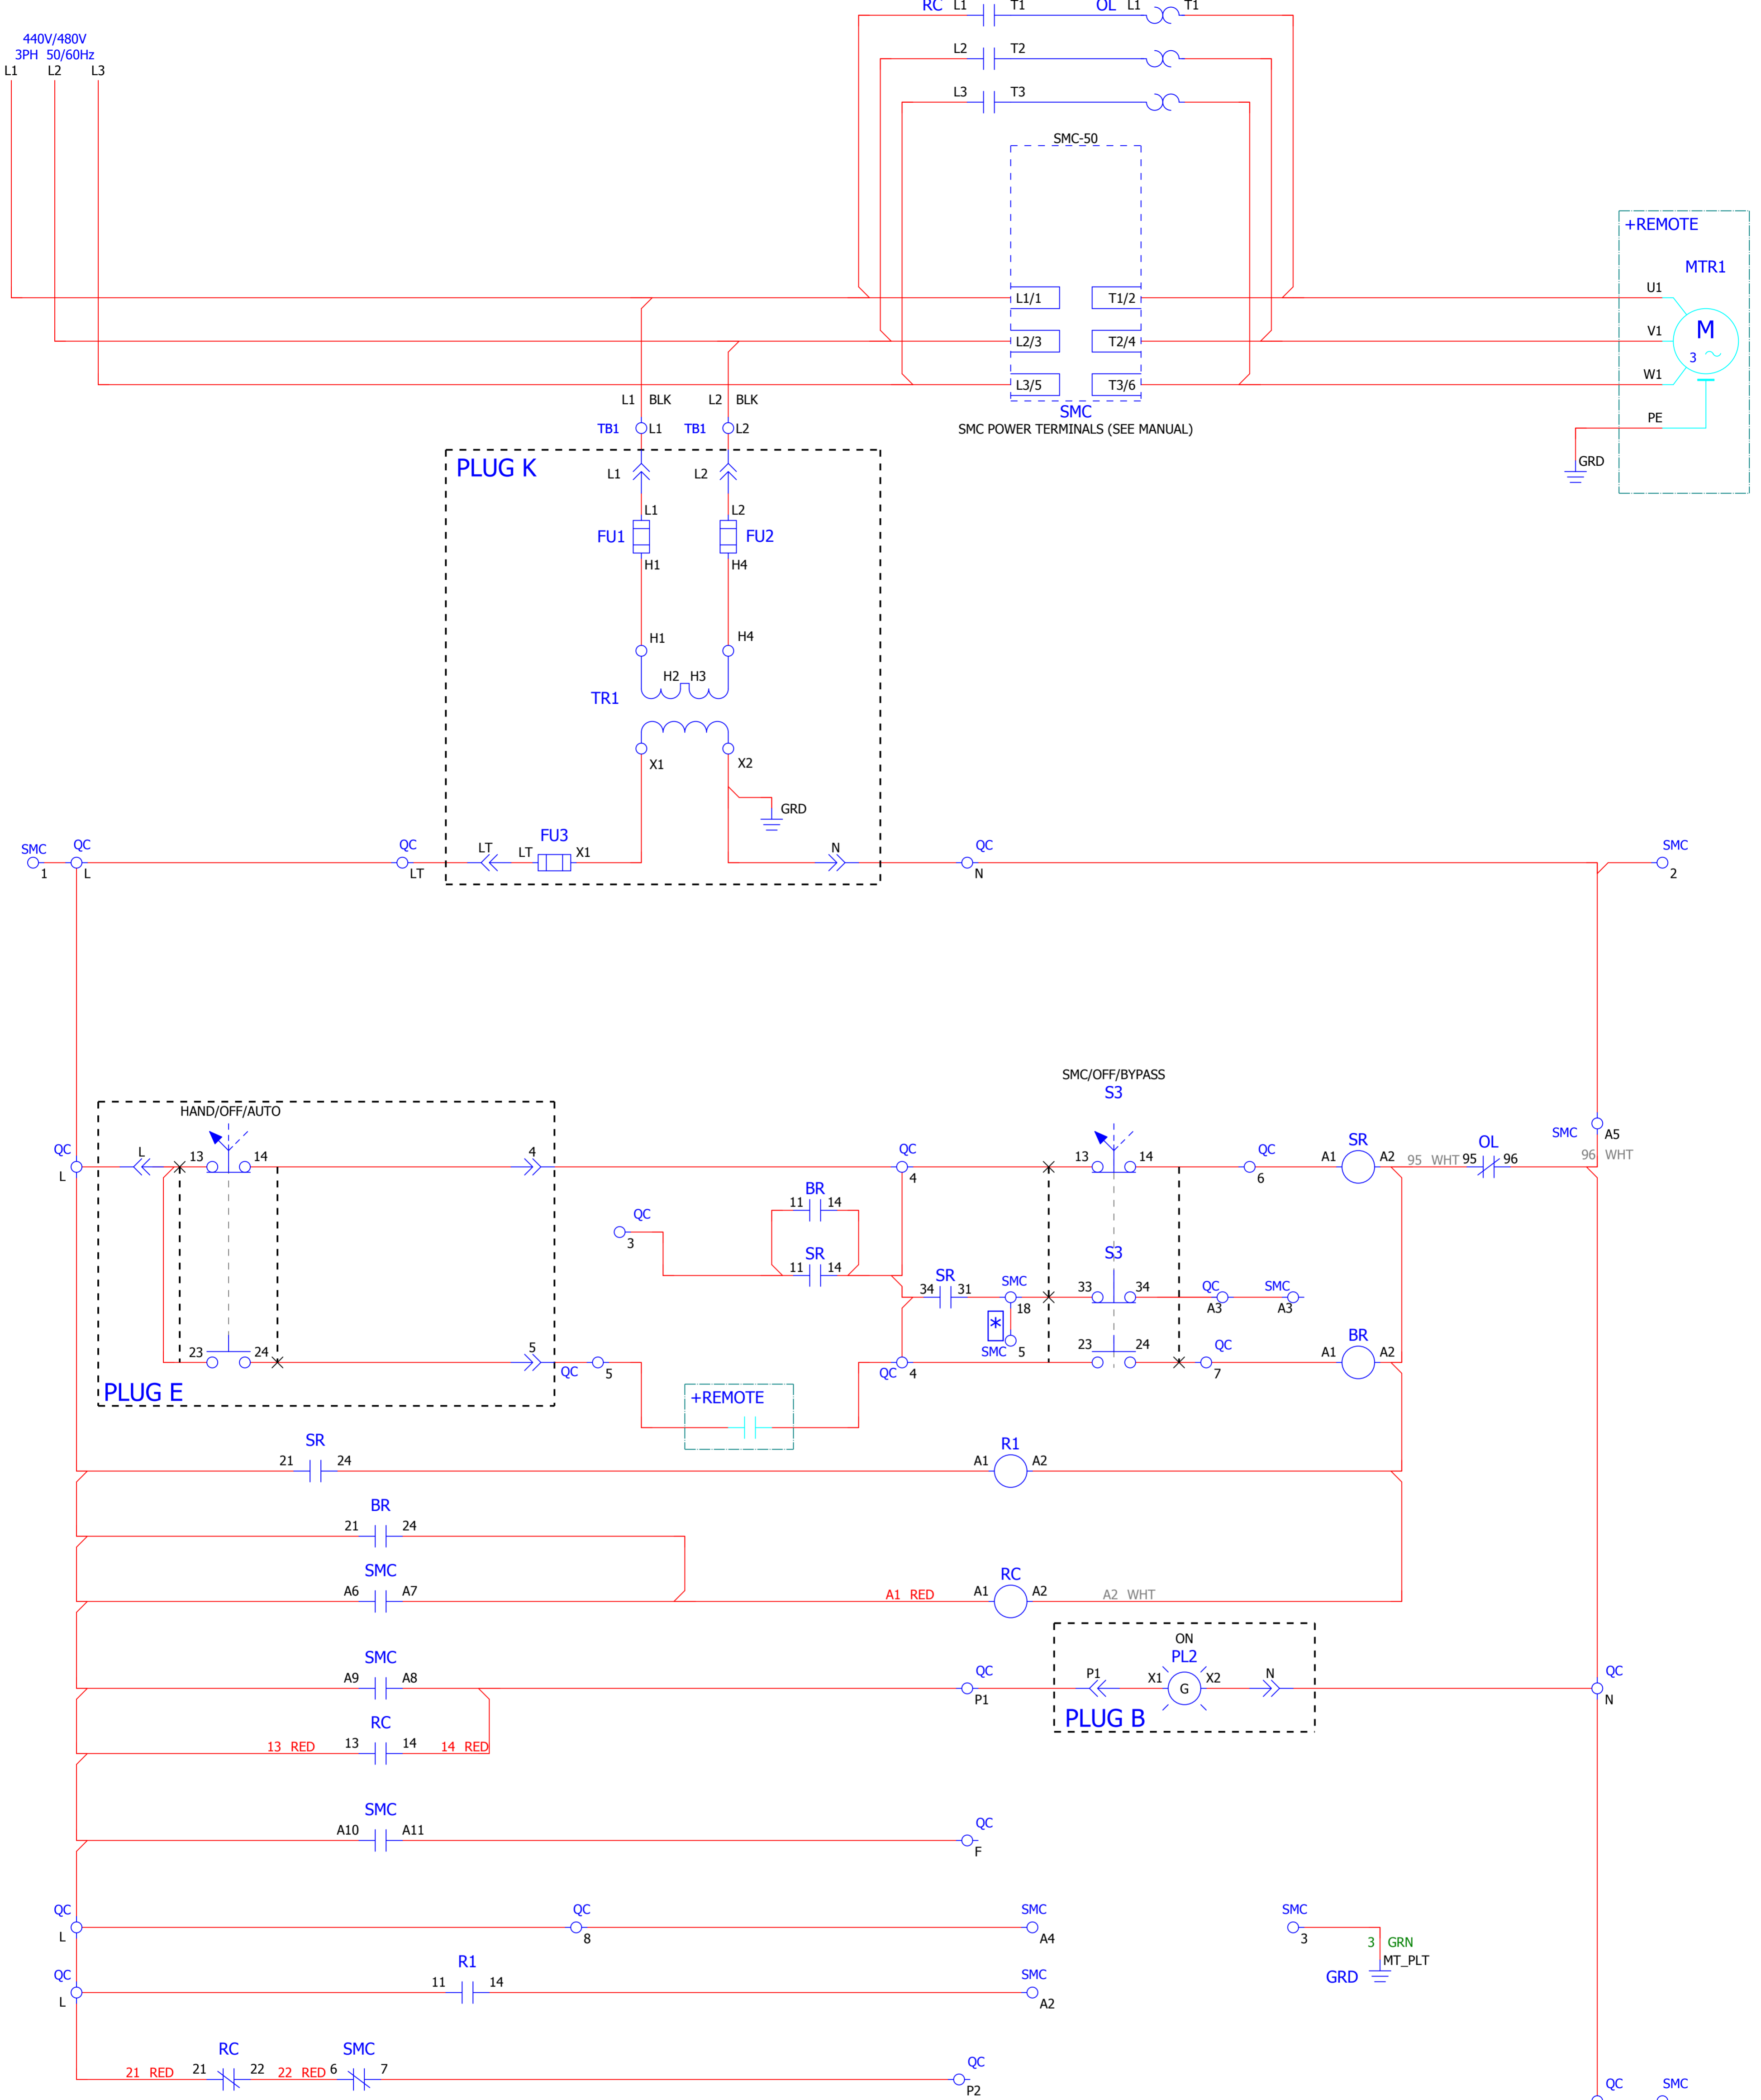 RC L1 T1 OL L1 T1
440V/480V
3PH 50/60Hz
L1 L2 L3
L2 T2
L3 T3
SMC-50
+REMOTE
MTR1
U1
L1/1 T1/2
V1
M
3
L2/3 T2/4
W1
L3/5 T3/6
L1 BLK L2 BLK
SMC
SMC POWER TERMINALS (SEE MANUAL)
PE
TB1 L1 TB1 L2
PLUG K
L1 L2
GRD
L1 L2
FU1 FU2
H1 H4
H1 H4
H2 H3
TR1
X1 X2
GRD
FU3
SMC QC QC LT LT X1 N QC SMC
1 L LT N 2
SMC/OFF/BYPASS
S3
HAND/OFF/AUTO
SMC A5
QC L 13 14 4 QC 13 14 QC SR OL
A1 A2 95 WHT 95 96 96 WHT
L 4 6
BR
11 14
QC
3
SR
11 14
S3
SR
34 31 SMC 33 34 QC SMC
18 A3 A3
*
SMC 5
23 24 5 23 24 QC BR
A1 A2
QC 5 QC 4 7
PLUG E
+REMOTE
SR
21 24
R1
A1 A2
BR
21 24
SMC
A6 A7
A1 RED
RC
A1 A2
A2 WHT
ON
PL2
SMC
A9 A8
QC
P1
P1 X1 G X2 N
QC
N
PLUG B
RC
13 RED 13 14 14 RED
SMC
A10 A11
QC
F
QC QC SMC SMC
L 8 A4 3
3 GRN
MT_PLT
GRD
QC R1 SMC
11 14
L A2
RC SMC
21 RED 21 22 22 RED 6 7
QC
P2
QC SMC